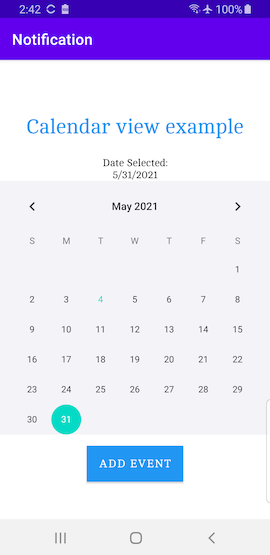 2:42 100%
Notification
Calendar view example
Date Selected:
5/31/2021
May 2021
S M T W T F S
1
2 3 4 5 6 7 8
9 10 11 12 13 14 15
16 17 18 19 20 21 22
23 24 25 26 27 28 29
30 31
ADD EVENT